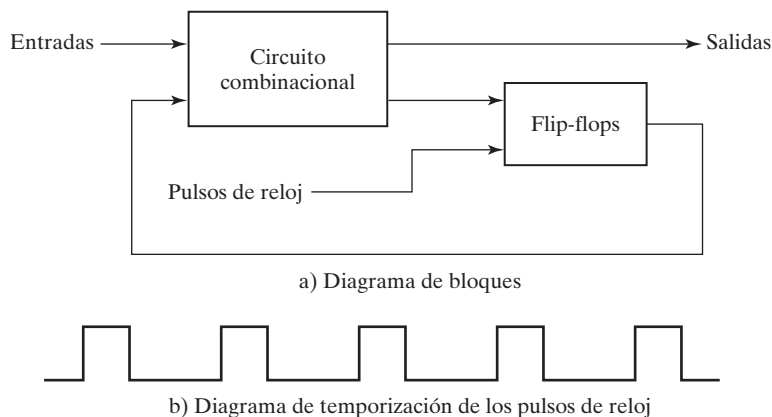 Entradas
Circuito
combinacional
Salidas
Flip-flops
Pulsos de reloj
a) Diagrama de bloques
b) Diagrama de temporización de los pulsos de reloj